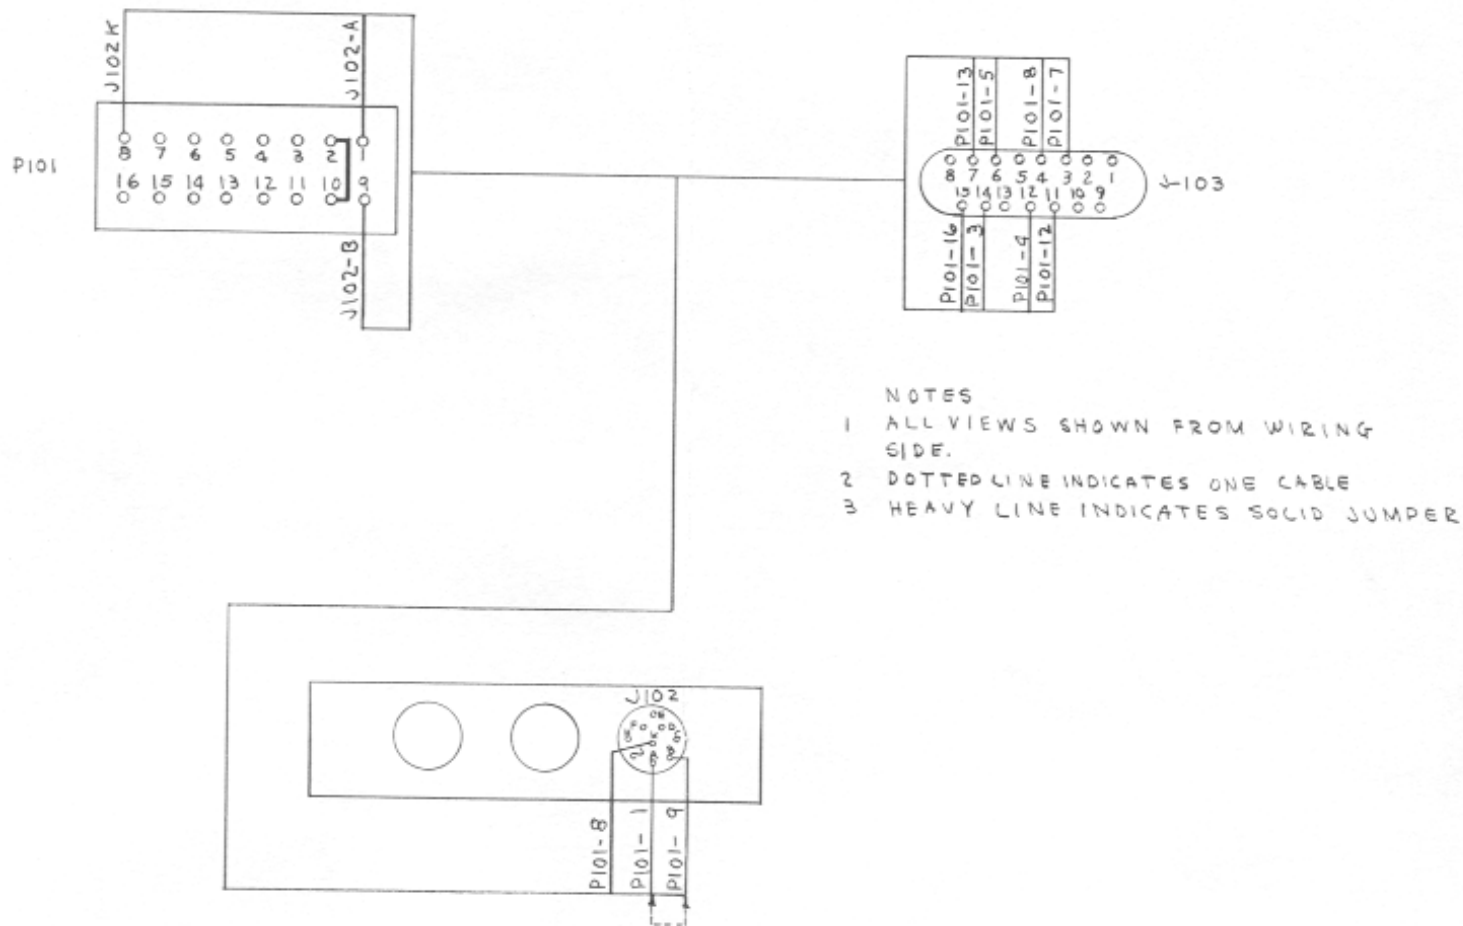 J102K
J102-A
P101
8 7 6 5 4 3 2 1
16 15 14 13 12 11 10 9
J102-B
P101-13
P101-5
P101-8
P101-7
8 7 6 5 4 3 2 1
15 14 13 12 11 10 9
J103
P101-16
P101-3
P101-4
P101-12
NOTES
1 ALL VIEWS SHOWN FROM WIRING
SIDE.
2 DOTTED LINE INDICATES ONE CABLE
3 HEAVY LINE INDICATES SOLID JUMPER
J102
P101-8
P101-1
P101-9